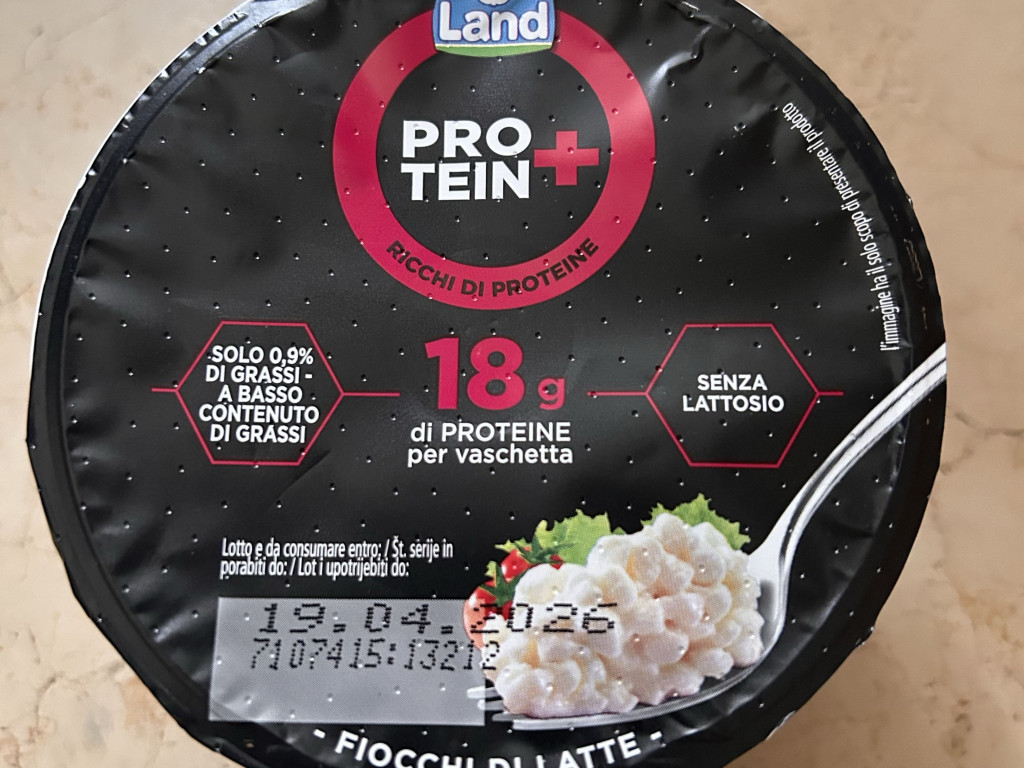 Land
PRO
TEIN+
RICCHI DI PROTEINE
l'immagine ha il solo scopo di presentare il prodotto
SOLO 0,9%
DI GRASSI -
A BASSO
CONTENUTO
DI GRASSI
18 g
di PROTEINE
per vaschetta
SENZA
LATTOSIO
Lotto e da consumare entro: / Št. serije in
porabiti do: / Lot i upotrijebiti do:
19.04.2026
7107415:13212
- FIOCCHI DI LATTE -